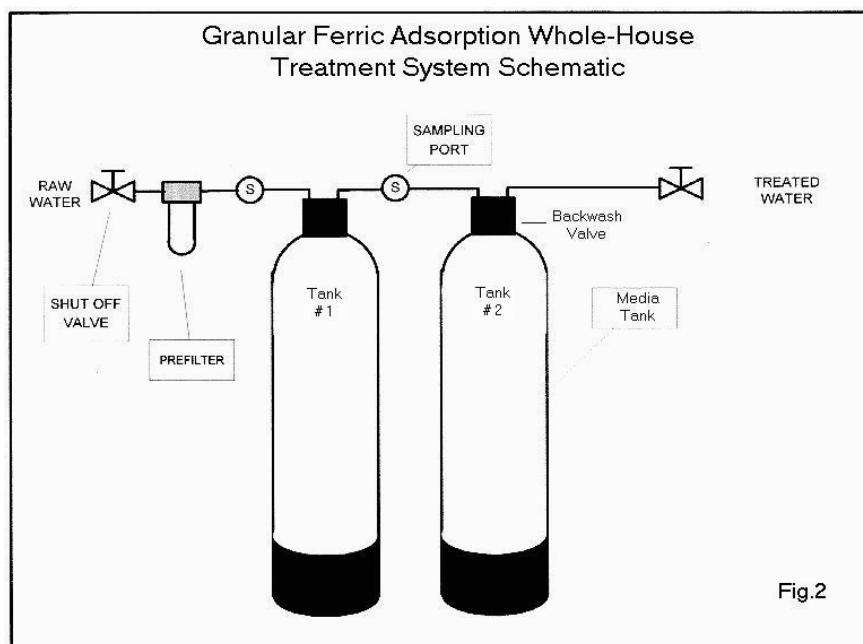 Granular Ferric Adsorption Whole-House
Treatment System Schematic
SAMPLING
PORT
RAW
WATER
S
S
TREATED
WATER
Backwash
Valve
SHUT OFF
VALVE
PREFILTER
Tank
#1
Tank
#2
Media
Tank
Fig.2